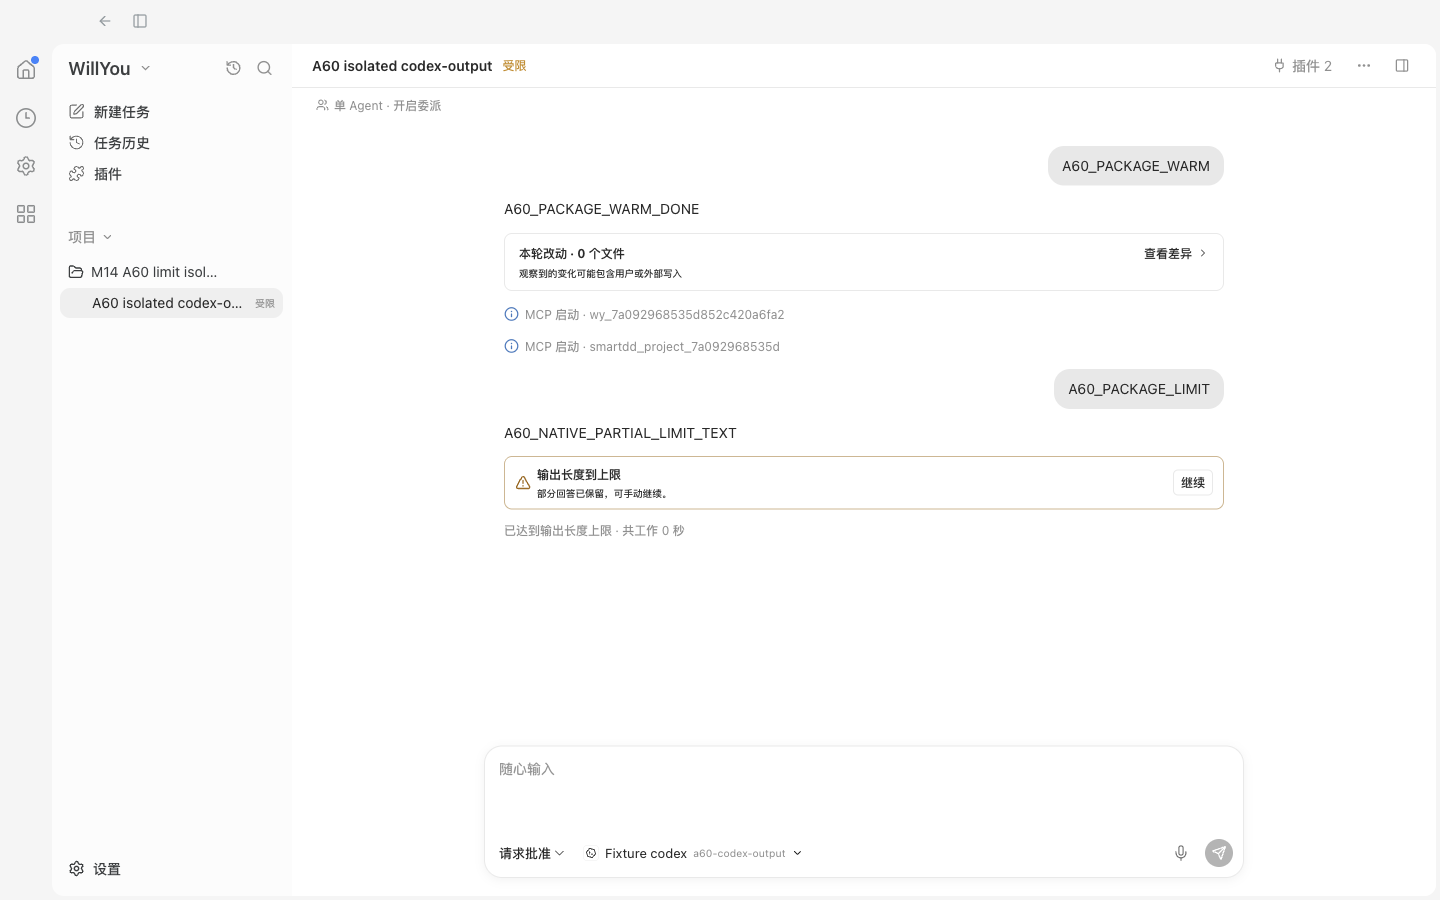 WillYou
新建任务
任务历史
插件
项目
M14 A60 limit isol...
A60 isolated codex-o... 受限
设置
A60 isolated codex-output 受限
插件 2
单 Agent · 开启委派
A60_PACKAGE_WARM
A60_PACKAGE_WARM_DONE
本轮改动 · 0 个文件
查看差异
观察到的变化可能包含用户或外部写入
MCP 启动 · wy_7a092968535d852c420a6fa2
MCP 启动 · smartdd_project_7a092968535d
A60_PACKAGE_LIMIT
A60_NATIVE_PARTIAL_LIMIT_TEXT
输出长度到上限
部分回答已保留，可手动继续。
继续
已达到输出长度上限 · 共工作 0 秒
随心输入
请求批准
Fixture codex a60-codex-output